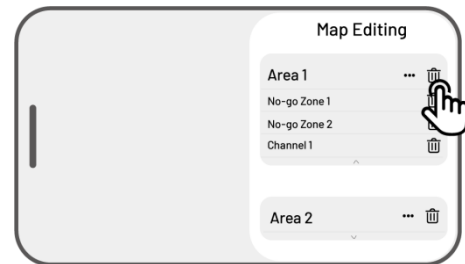 Map Editing
Area 1 •••
No-go Zone 1
No-go Zone 2
Channel 1
Area 2 •••